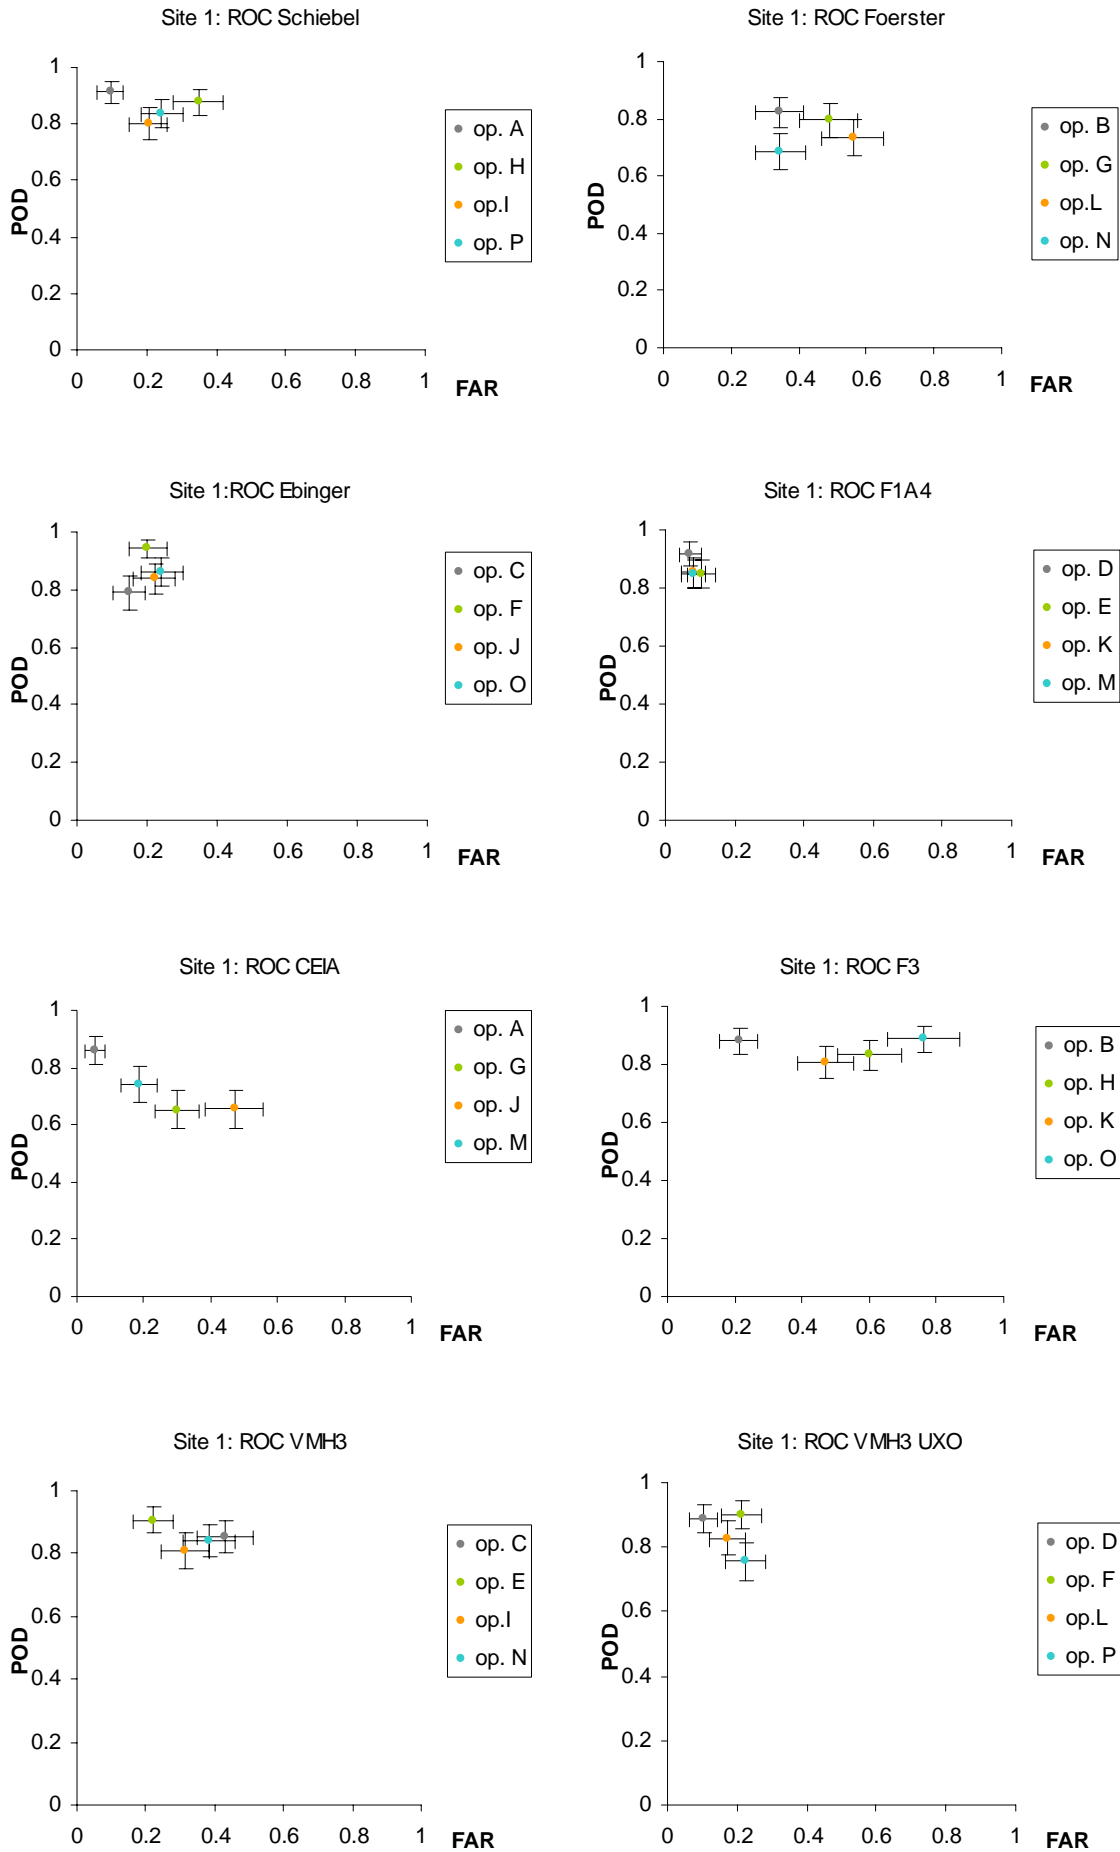 Site 1: ROC Schiebel
1
0.8
0.6
0.4
0.2
0
POD
0 0.2 0.4 0.6 0.8 1
FAR
op. A
op. H
op.I
op. P
Site 1: ROC Foerster
1
0.8
0.6
0.4
0.2
0
POD
0 0.2 0.4 0.6 0.8 1
FAR
op. B
op. G
op.L
op. N
Site 1:ROC Ebinger
1
0.8
0.6
0.4
0.2
0
POD
0 0.2 0.4 0.6 0.8 1
FAR
op. C
op. F
op. J
op. O
Site 1: ROC F1A4
1
0.8
0.6
0.4
0.2
0
POD
0 0.2 0.4 0.6 0.8 1
FAR
op. D
op. E
op. K
op. M
Site 1: ROC CEIA
1
0.8
0.6
0.4
0.2
0
POD
0 0.2 0.4 0.6 0.8 1
FAR
op. A
op. G
op. J
op. M
Site 1: ROC F3
1
0.8
0.6
0.4
0.2
0
POD
0 0.2 0.4 0.6 0.8 1
FAR
op. B
op. H
op. K
op. O
Site 1: ROC VMH3
1
0.8
0.6
0.4
0.2
0
POD
0 0.2 0.4 0.6 0.8 1
FAR
op. C
op. E
op.I
op. N
Site 1: ROC VMH3 UXO
1
0.8
0.6
0.4
0.2
0
POD
0 0.2 0.4 0.6 0.8 1
FAR
op. D
op. F
op.L
op. P